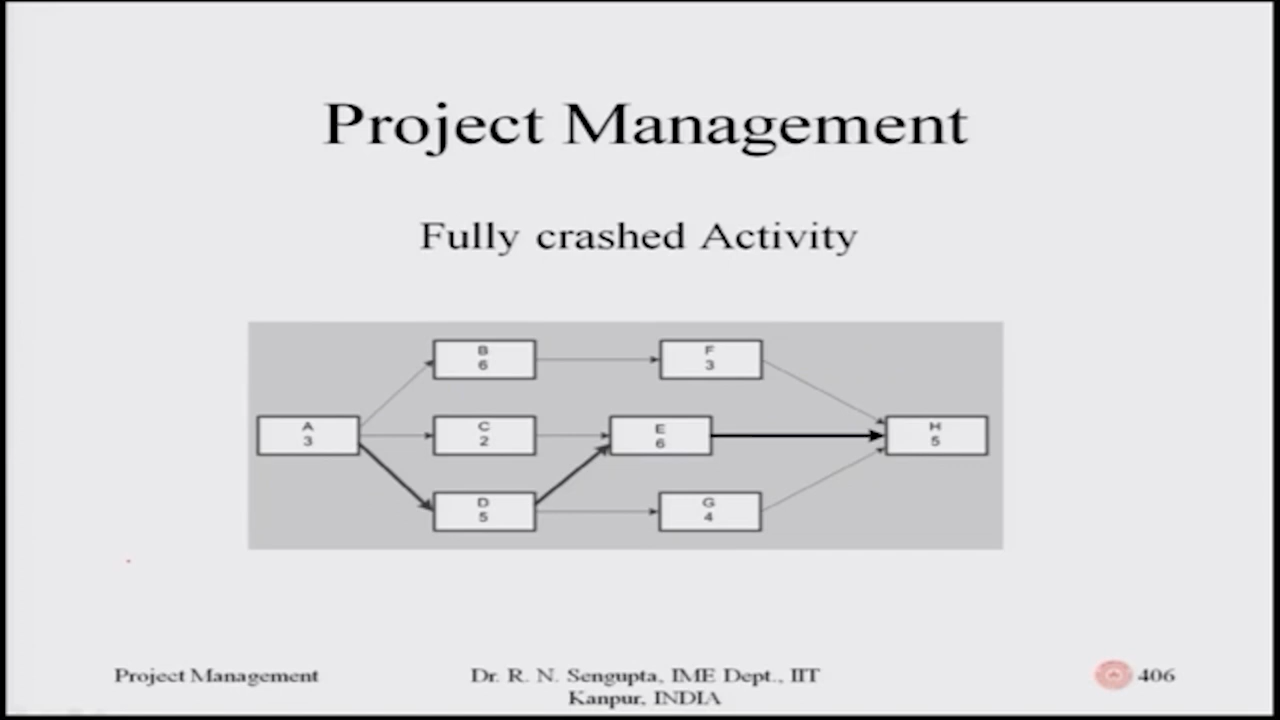 Project Management
Fully crashed Activity
B
6
F
3
A
3
C
2
E
6
H
5
D
5
G
4
Project Management
Dr. R. N. Sengupta, IME Dept., IIT
Kanpur, INDIA
406